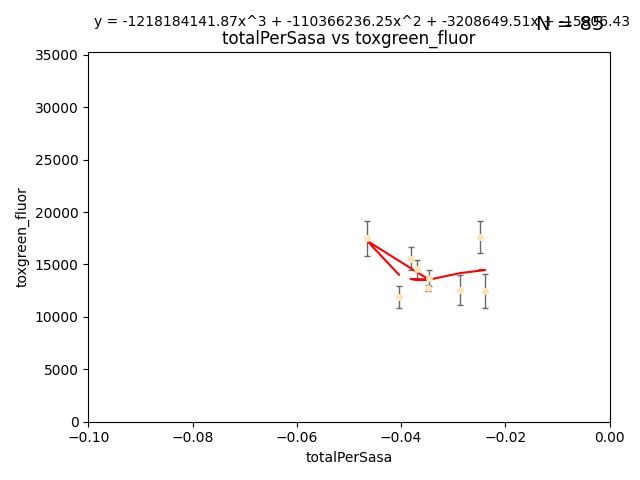 y = -1218184141.87x^3 + -110366236.25x^2 + -3208649.51x + -15806.43
N = 85
totalPerSasa vs toxgreen_fluor
35000
30000
25000
20000
15000
10000
5000
0
toxgreen_fluor
−0.10
−0.08
−0.06
−0.04
−0.02
0.00
totalPerSasa